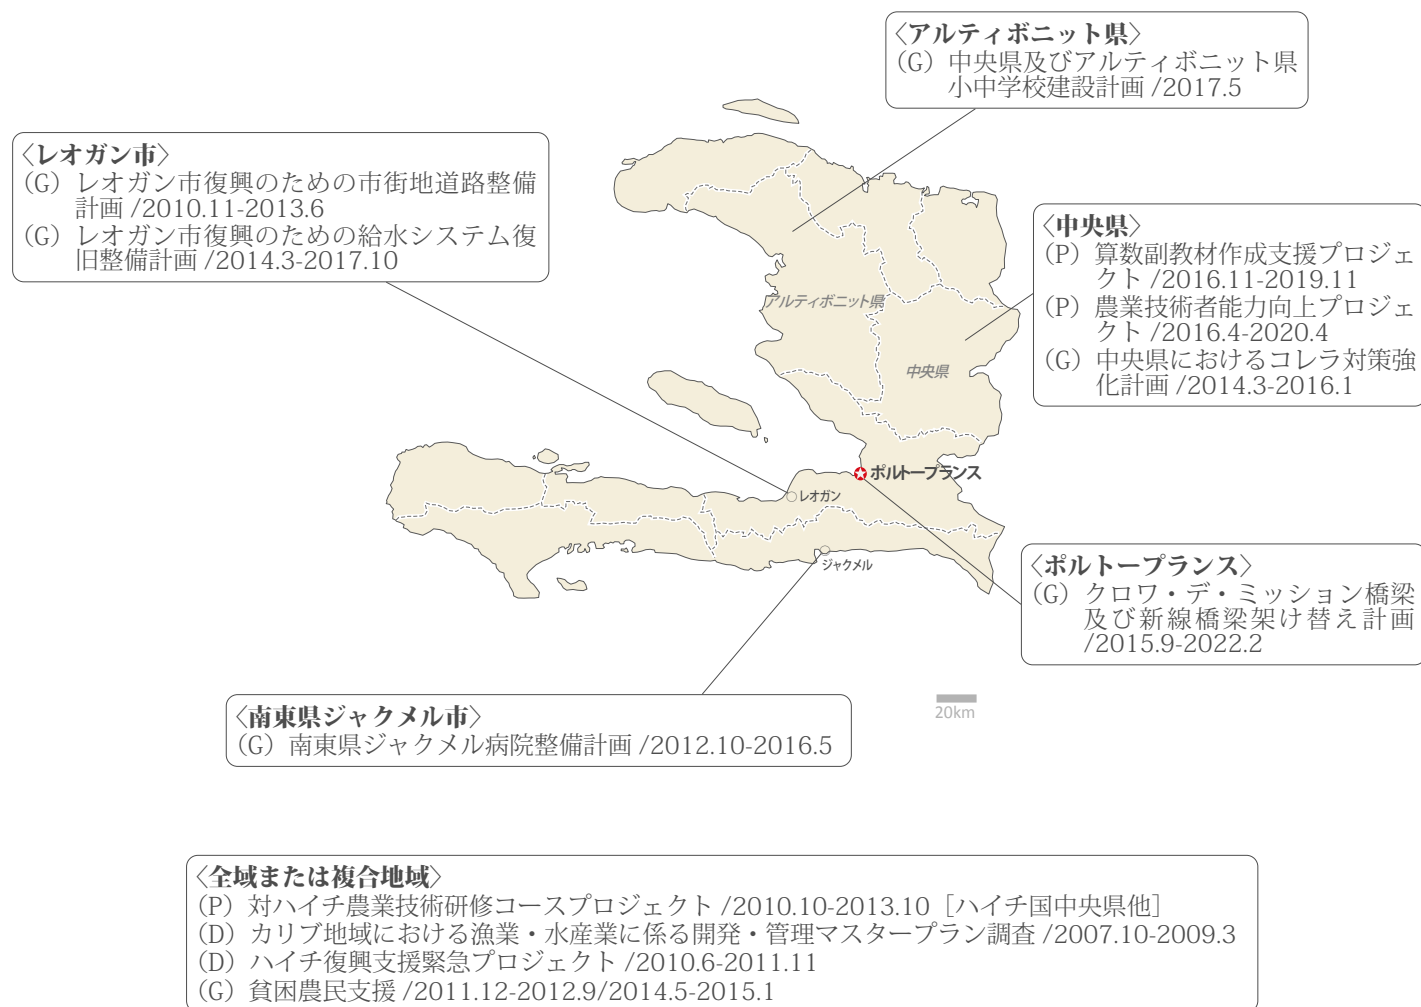 〈アルティボニット県〉
（G）中央県及びアルティボニット県
小中学校建設計画 /2017.5
〈レオガン市〉
（G）レオガン市復興のための市街地道路整備
計画 /2010.11-2013.6
（G）レオガン市復興のための給水システム復
旧整備計画 /2014.3-2017.10
〈中央県〉
（P）算数副教材作成支援プロジェ
クト /2016.11-2019.11
（P）農業技術者能力向上プロジェ
クト /2016.4-2020.4
（G）中央県におけるコレラ対策強
化計画 /2014.3-2016.1
アルティボニット県
中央県
ポルトープランス
レオガン
ジャクメル
〈ポルトープランス〉
（G）クロワ・デ・ミッション橋梁
及び新線橋梁架け替え計画
/2015.9-2022.2
20km
〈南東県ジャクメル市〉
（G）南東県ジャクメル病院整備計画 /2012.10-2016.5
〈全域または複合地域〉
（P）対ハイチ農業技術研修コースプロジェクト /2010.10-2013.10［ハイチ国中央県他］
（D）カリブ地域における漁業・水産業に係る開発・管理マスタープラン調査 /2007.10-2009.3
（D）ハイチ復興支援緊急プロジェクト /2010.6-2011.11
（G）貧困農民支援 /2011.12-2012.9/2014.5-2015.1